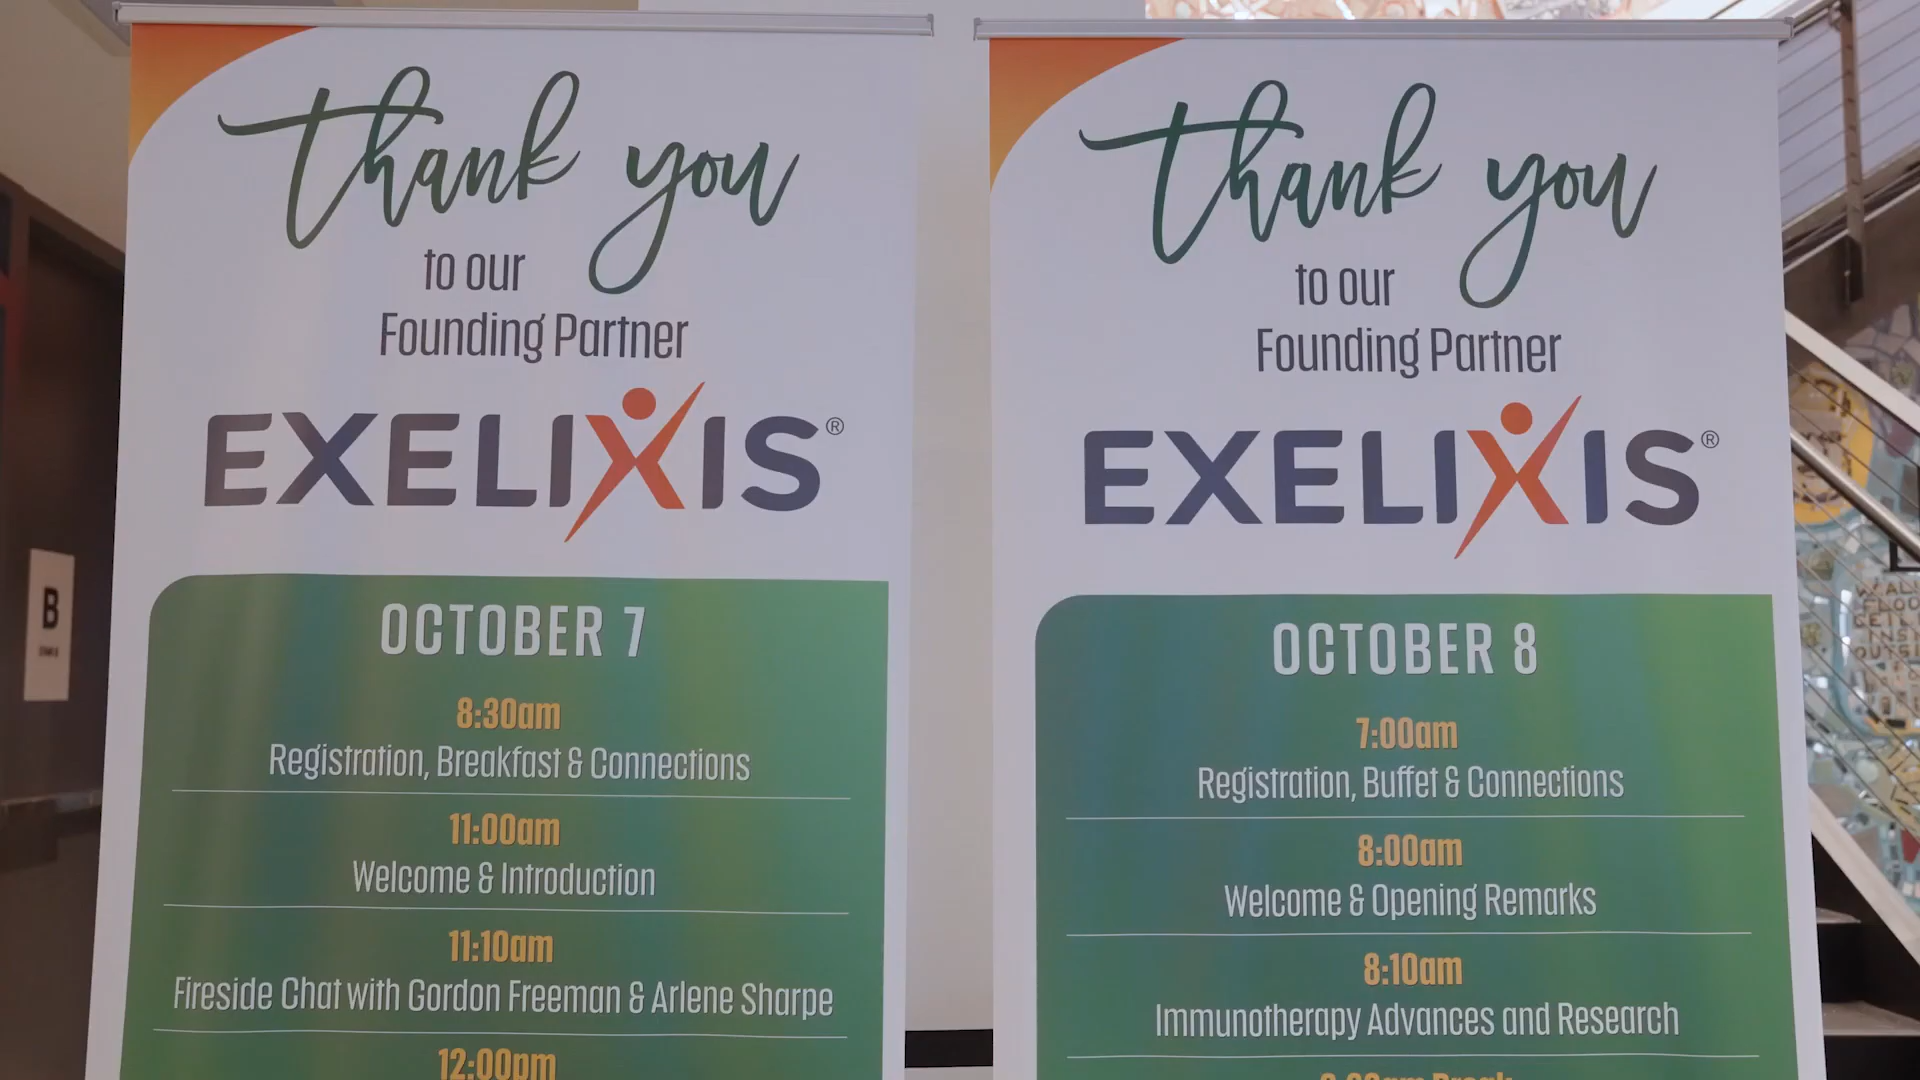 thank you
to our
Founding Partner
EXELIXIS®
OCTOBER 7
8:30am
Registration, Breakfast & Connections
11:00am
Welcome & Introduction
11:10am
Fireside Chat with Gordon Freeman & Arlene Sharpe
12:00pm
thank you
to our
Founding Partner
EXELIXIS®
OCTOBER 8
7:00am
Registration, Buffet & Connections
8:00am
Welcome & Opening Remarks
8:10am
Immunotherapy Advances and Research
Break
B